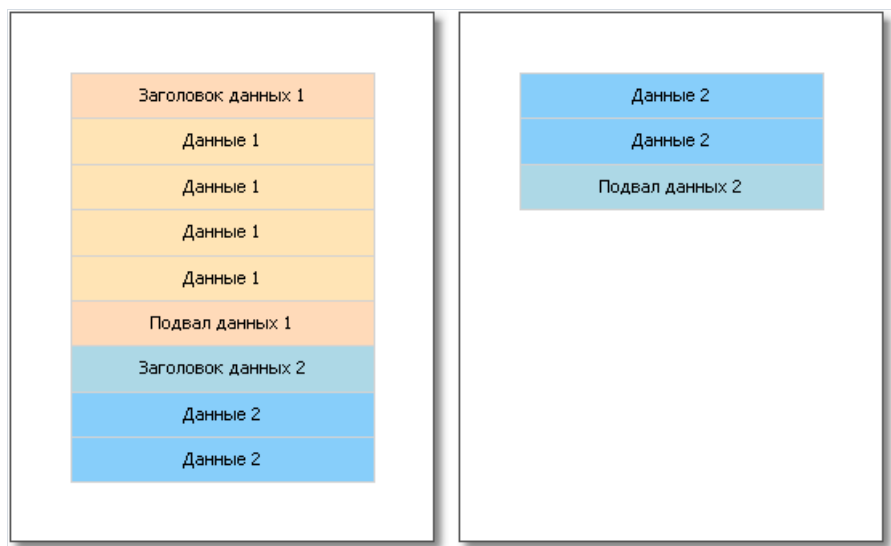 Заголовок данных 1
Данные 1
Данные 1
Данные 1
Данные 1
Подвал данных 1
Заголовок данных 2
Данные 2
Данные 2
Данные 2
Данные 2
Подвал данных 2